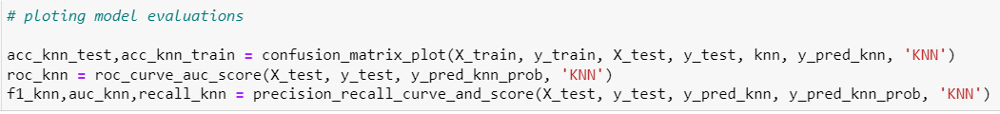 # ploting model evaluations
acc_knn_test,acc_knn_train = confusion_matrix_plot(X_train, y_train, X_test, y_test, knn, y_pred_knn, 'KNN')
roc_knn = roc_curve_auc_score(X_test, y_test, y_pred_knn_prob, 'KNN')
f1_knn,auc_knn,recall_knn = precision_recall_curve_and_score(X_test, y_test, y_pred_knn, y_pred_knn_prob, 'KNN')